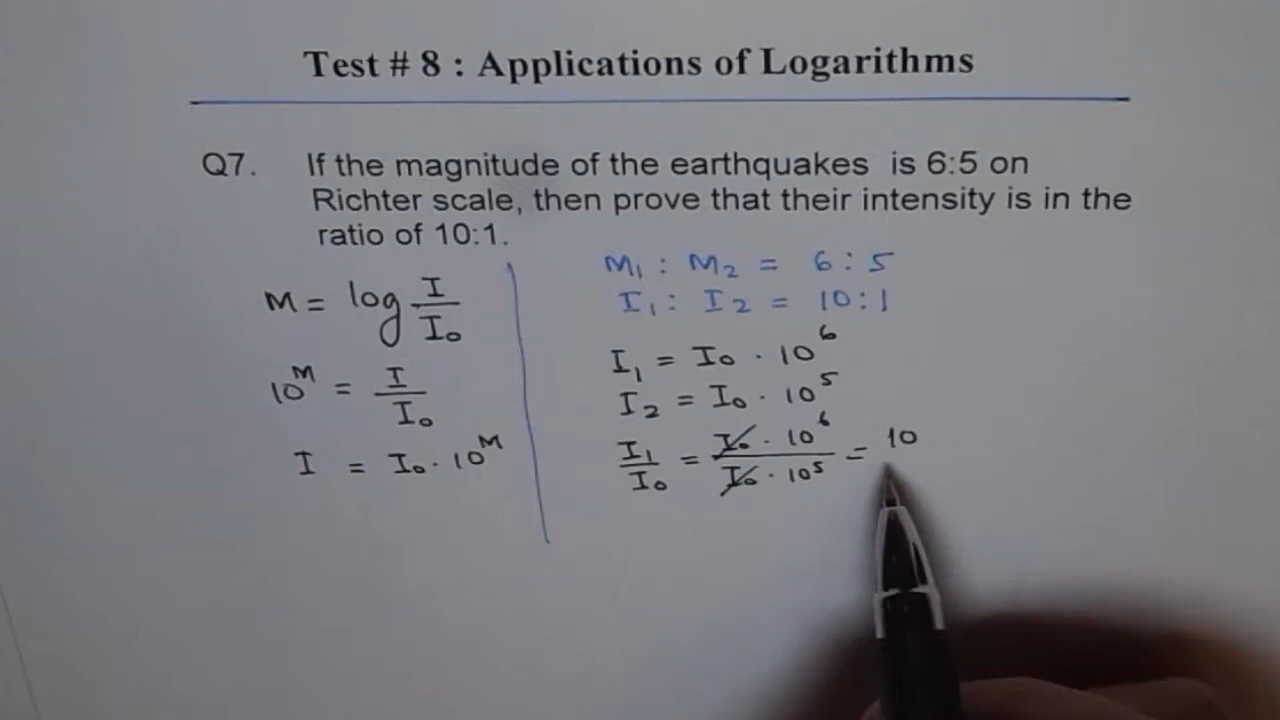 Test # 8 : Applications of Logarithms
Q7. If the magnitude of the earthquakes is 6:5 on
Richter scale, then prove that their intensity is in the
ratio of 10:1.
M = log I/I₀
10^M = I/I₀
I = I₀ · 10^M
M₁ : M₂ = 6 : 5
I₁ : I₂ = 10 : 1
I₁ = I₀ · 10⁶
I₂ = I₀ · 10⁵
I₁/I₀ = I₀ · 10⁶ / I₀ · 10⁵ = 10